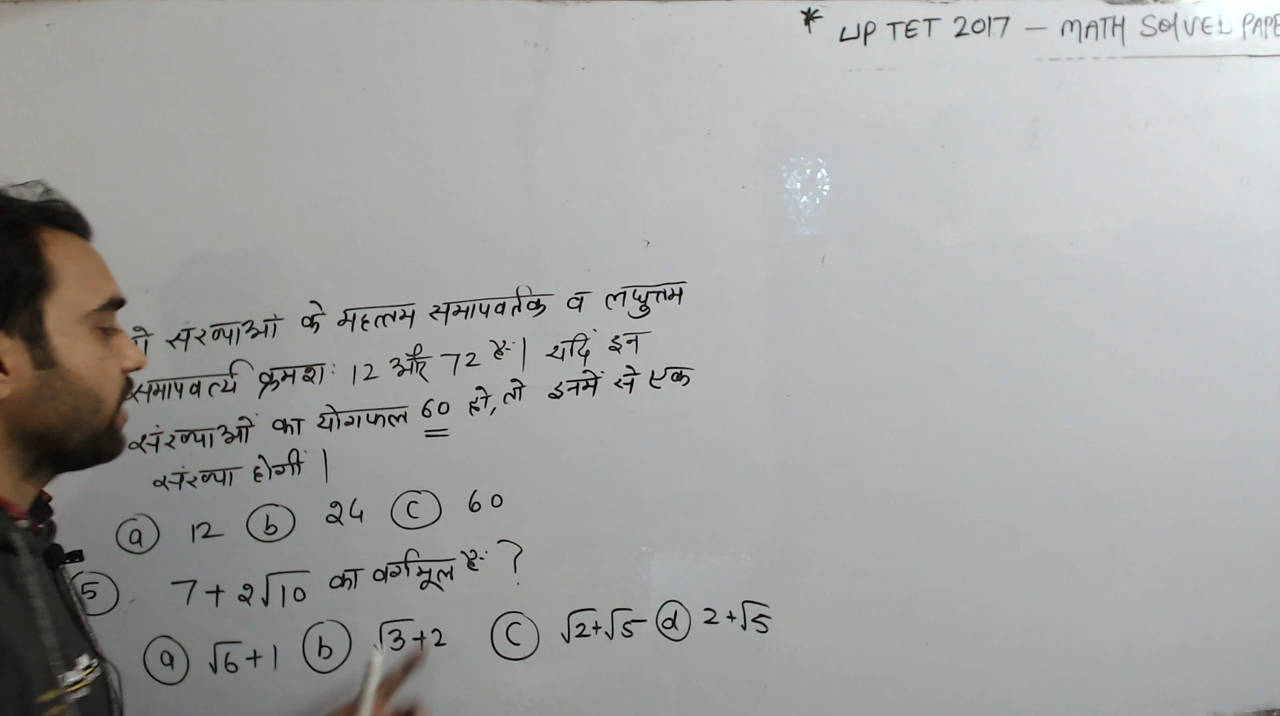 * UP TET 2017 – MATH SOLVEL PAPE
संख्याओं के महत्तम समापवर्तक व लघुत्तम
समापवर्त्य क्रमशः 12 और 72 है। यदि इन
संख्याओं का योगफल 60 हो, तो इनमें से एक
संख्या होगी।
(a) 12 (b) 24 (c) 60
5) 7+2√10 का वर्गमूल है ?
(a) √6+1 (b) √3+2 (c) √2+√5 (d) 2+√5